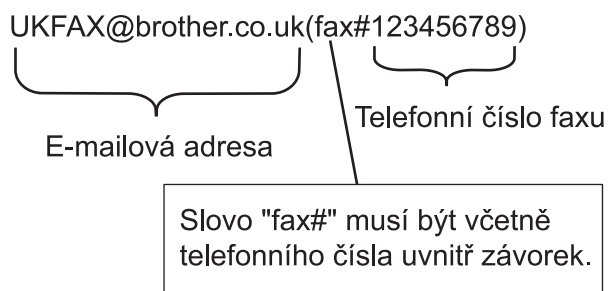 UKFAX@brother.co.uk(fax#123456789)
Telefonní číslo faxu
E-mailová adresa
Slovo "fax#" musí být včetně
telefonního čísla uvnitř závorek.